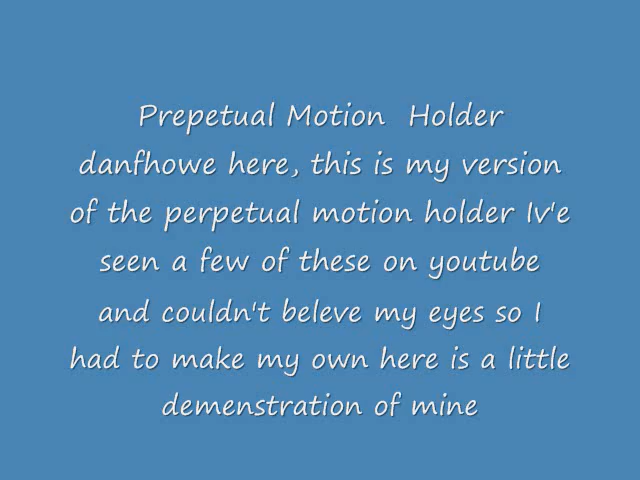 Prepetual Motion  Holder
danfhowe here, this is my version
of the perpetual motion holder Iv'e
seen a few of these on youtube
and couldn't beleve my eyes so I
had to make my own here is a little
demenstration of mine